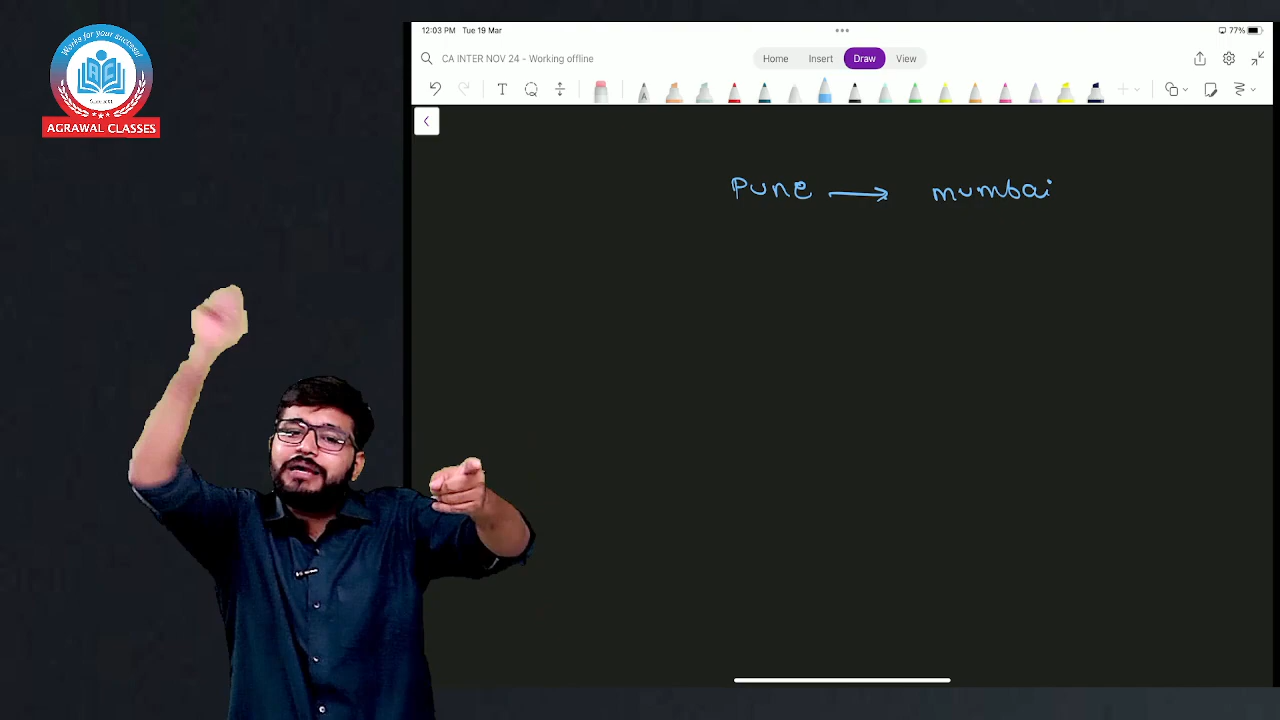 Works for your success!
AC
AGRAWAL CLASSES
12:03 PM Tue 19 Mar
77%
CA INTER NOV 24 - Working offline
Home Insert Draw View
T
A
Pune → mumbai